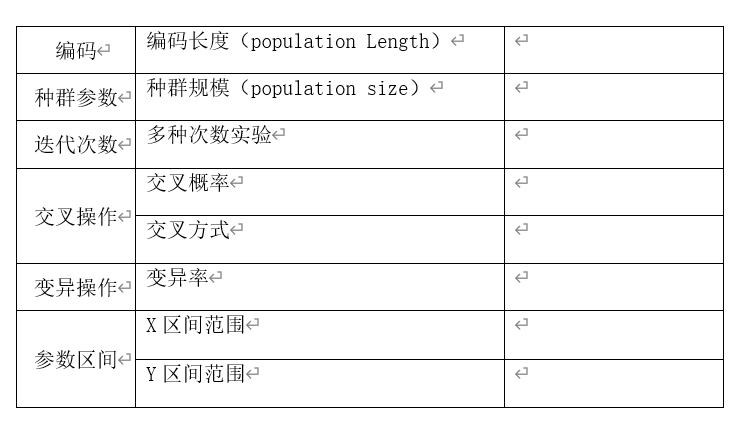 编码
编码长度（population Length）
种群参数
种群规模（population size）
迭代次数
多种次数实验
交叉操作
交叉概率
交叉方式
变异操作
变异率
参数区间
X 区间范围
Y 区间范围